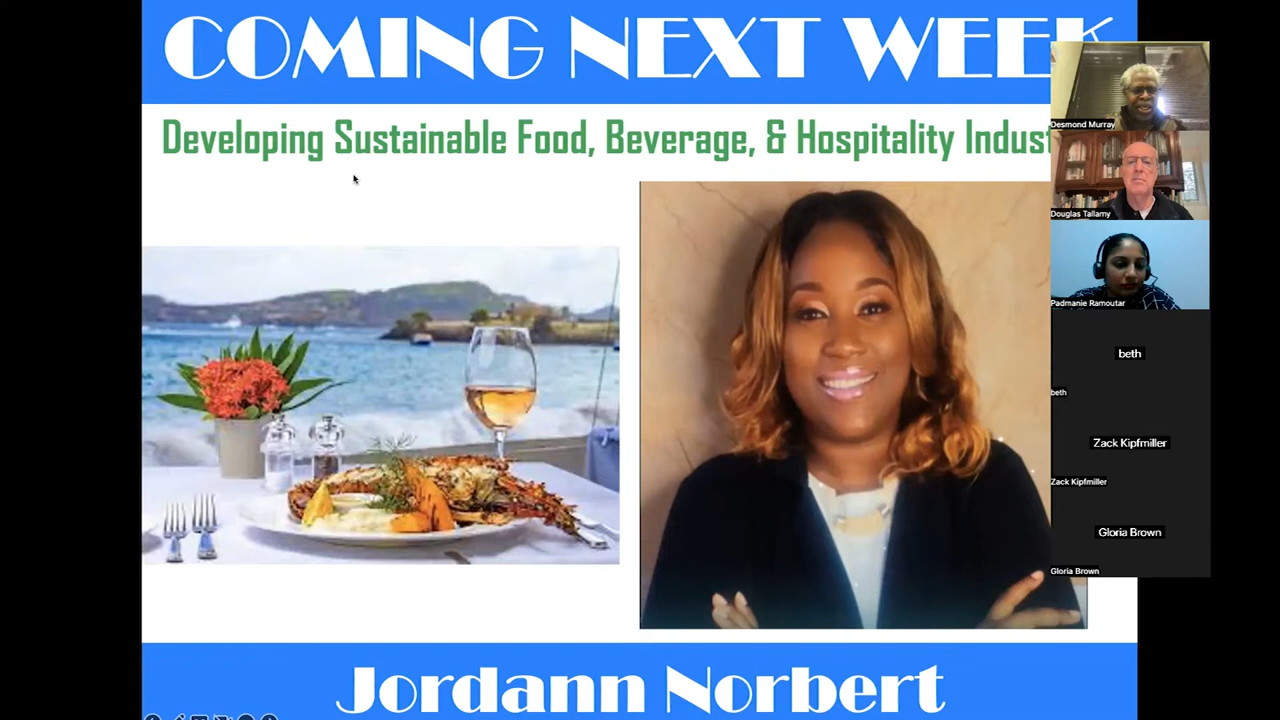 COMING NEXT WEEK
Developing Sustainable Food, Beverage, & Hospitality Indust
Desmond Murray
Douglas Tallamy
Padmanie Ramoutar
beth
beth
Zack Kipfmiller
Zack Kipfmiller
Gloria Brown
Gloria Brown
Jordann Norbert